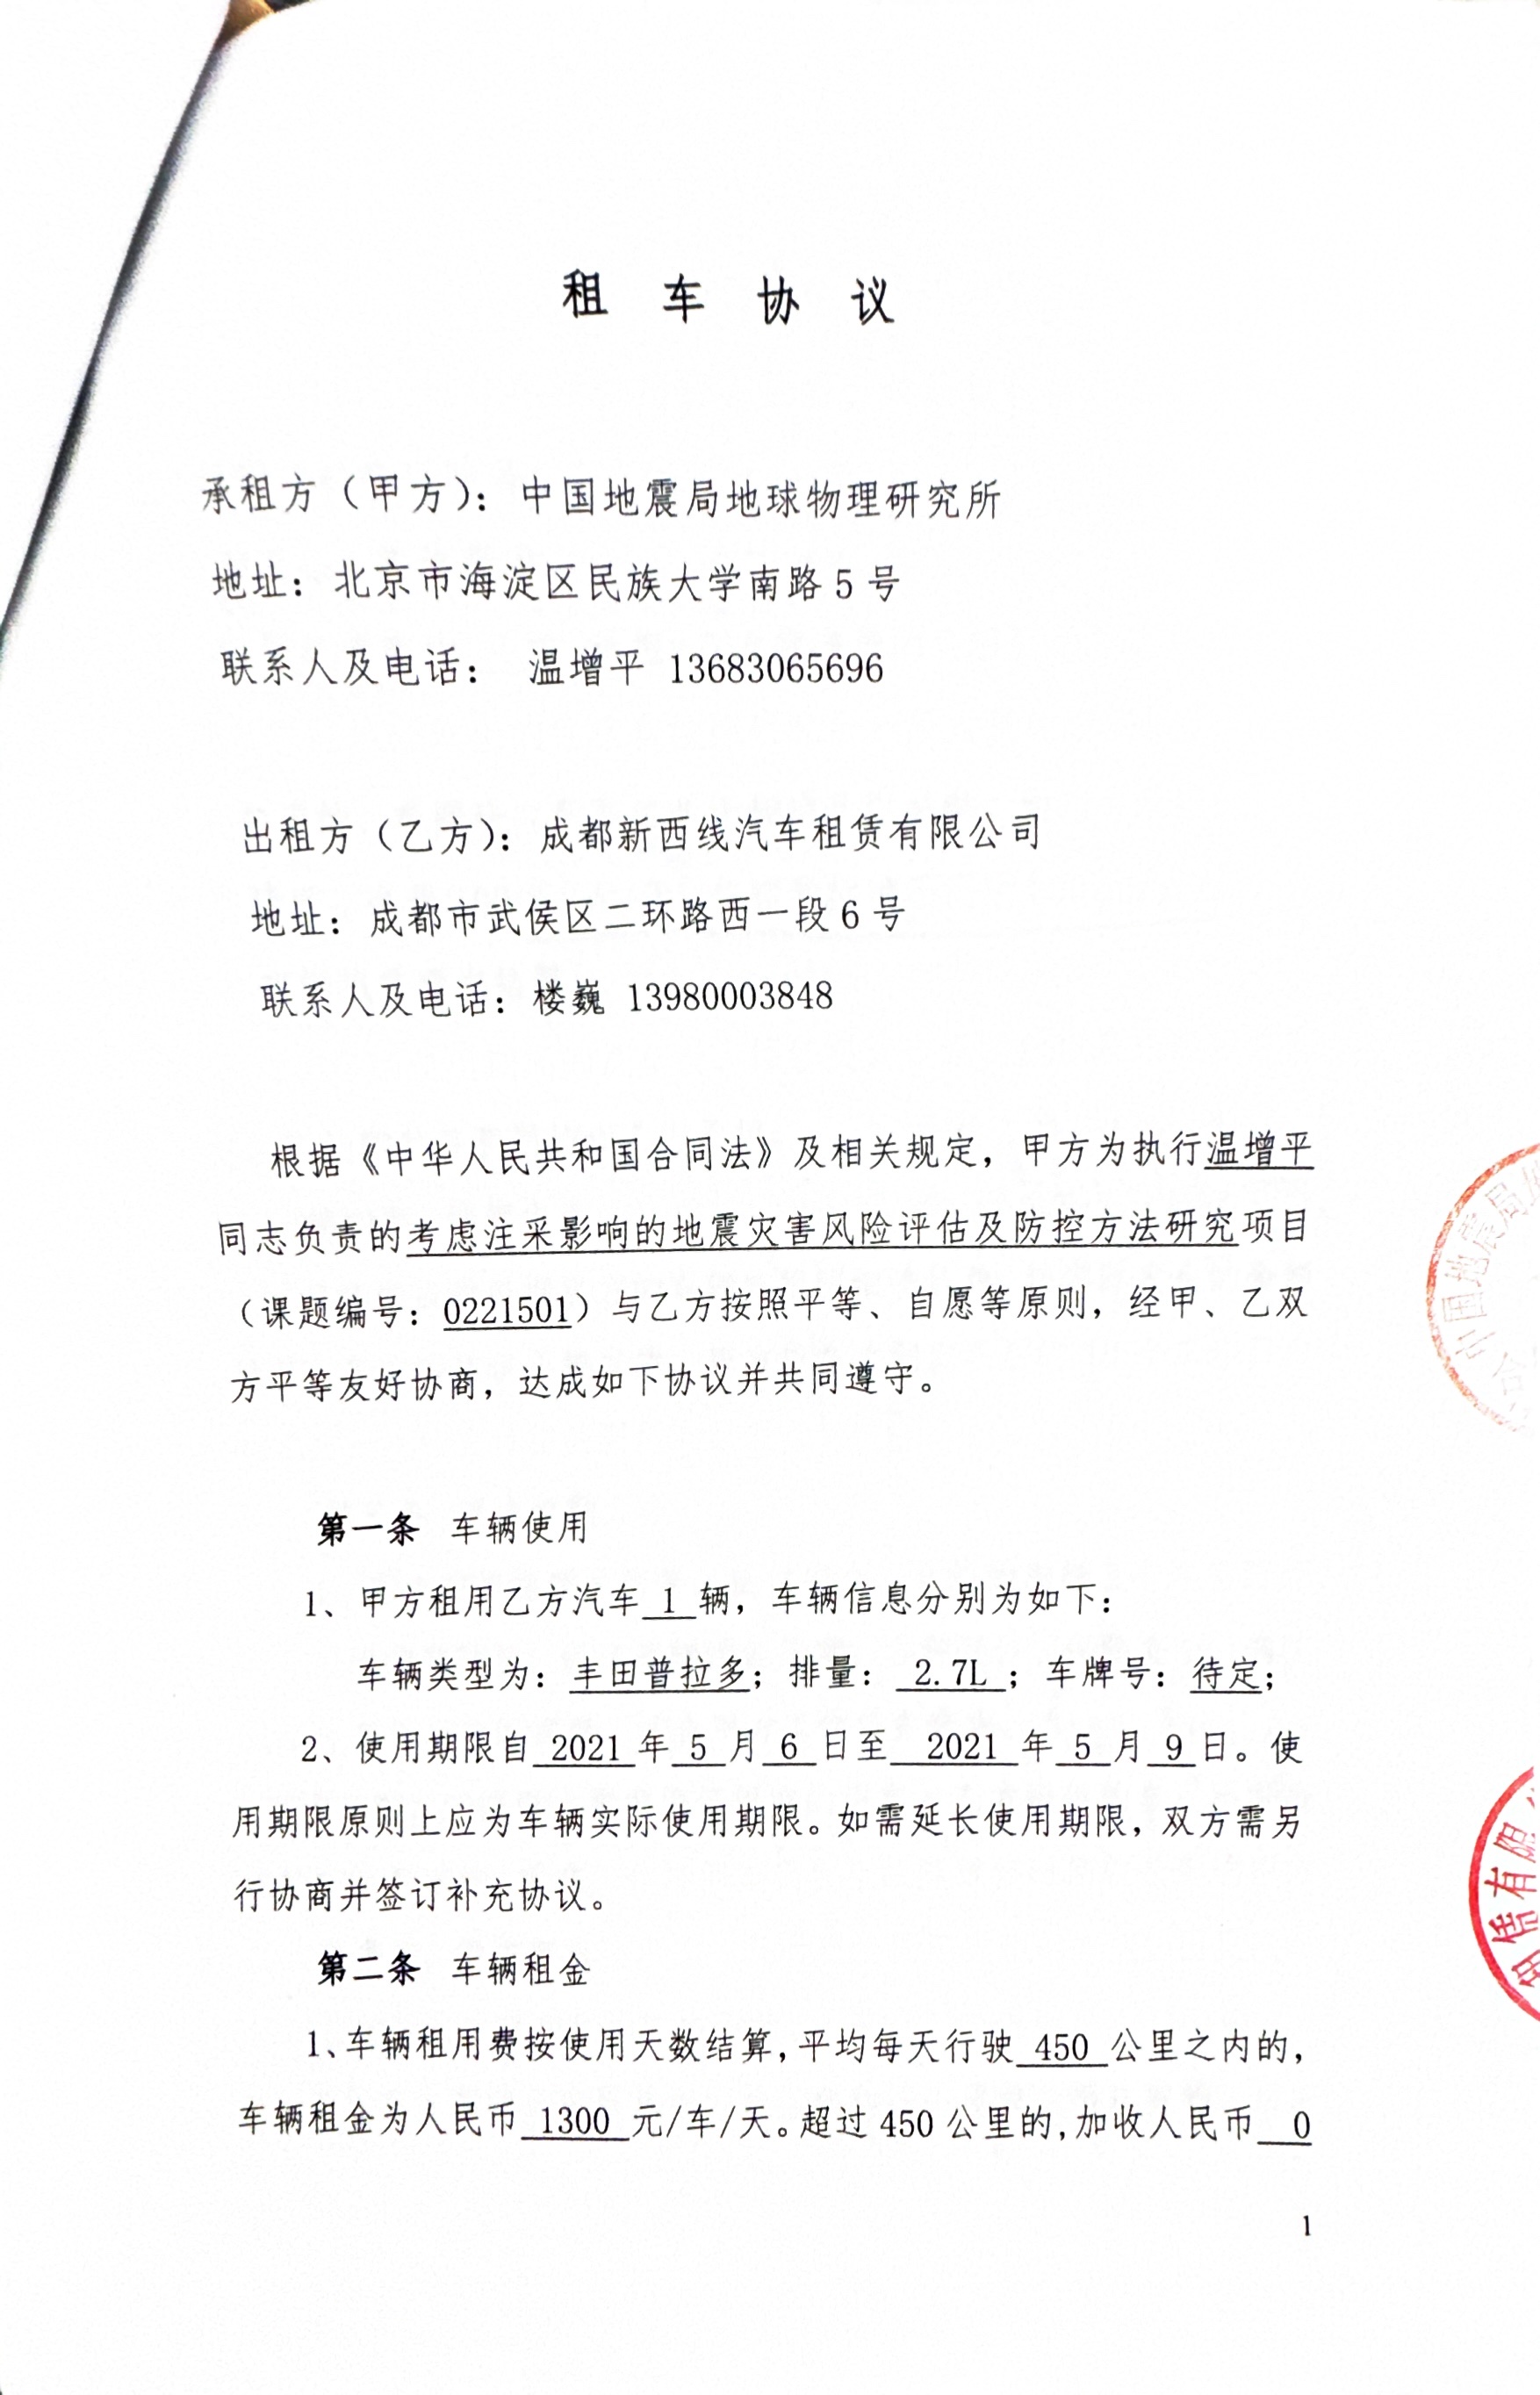 租车协议
承租方（甲方）：中国地震局地球物理研究所
地址：北京市海淀区民族大学南路5号
联系人及电话： 温增平 13683065696
出租方（乙方）：成都新西线汽车租赁有限公司
地址：成都市武侯区二环路西一段6号
联系人及电话：楼巍 13980003848
根据《中华人民共和国合同法》及相关规定，甲方为执行温增平
同志负责的考虑注采影响的地震灾害风险评估及防控方法研究项目
（课题编号：0221501）与乙方按照平等、自愿等原则，经甲、乙双
方平等友好协商，达成如下协议并共同遵守。
第一条 车辆使用
1、甲方租用乙方汽车 1 辆，车辆信息分别为如下：
车辆类型为：丰田普拉多；排量： 2.7L ；车牌号：待定；
2、使用期限自 2021 年 5 月 6 日至 2021 年 5 月 9 日。使
用期限原则上应为车辆实际使用期限。如需延长使用期限，双方需另
行协商并签订补充协议。
第二条 车辆租金
1、车辆租用费按使用天数结算，平均每天行驶 450 公里之内的，
车辆租金为人民币 1300 元/车/天。超过450公里的，加收人民币 0
中国地震局
合
赁有限
1